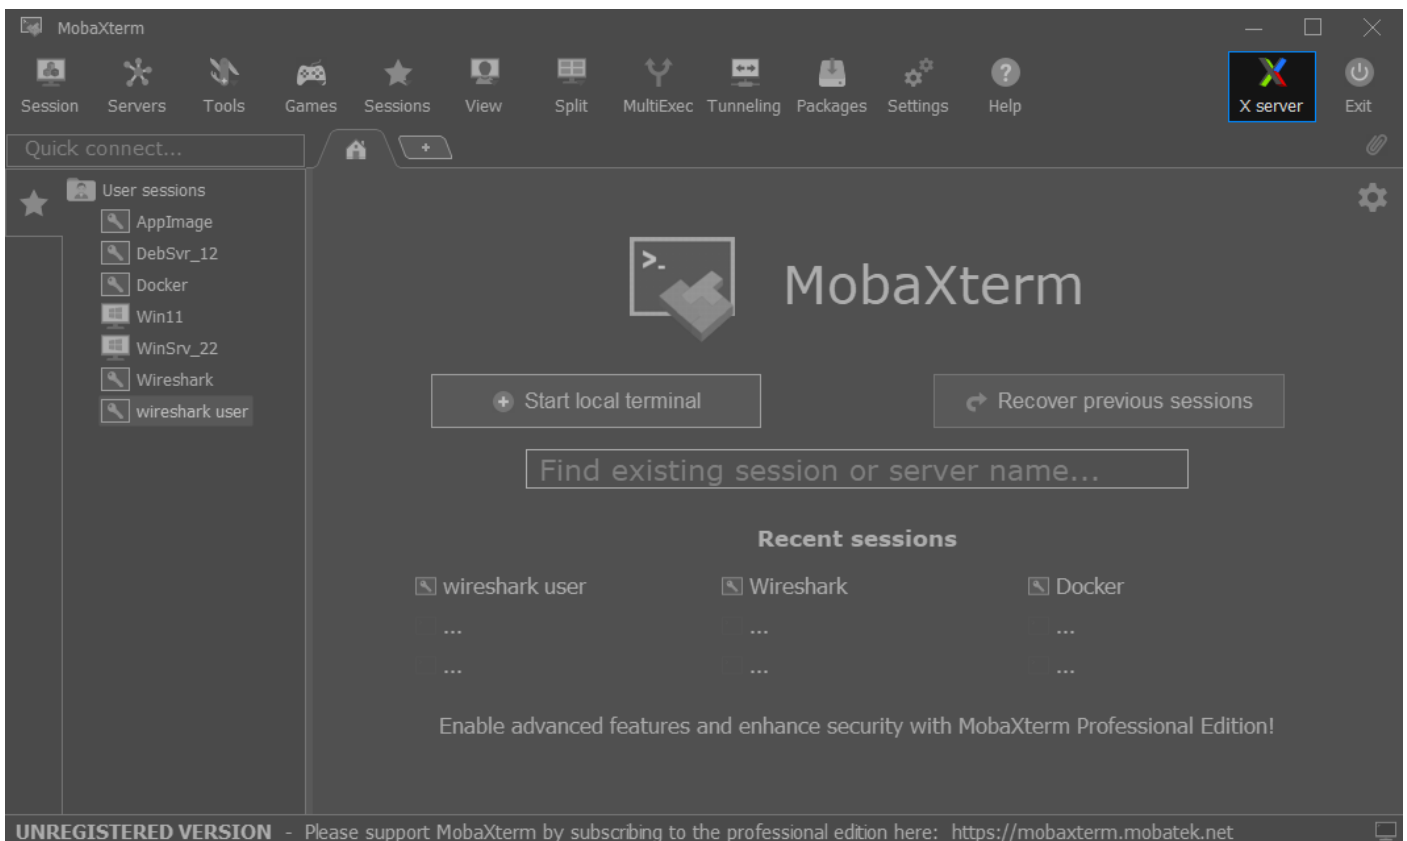 MobaXterm
Session Servers Tools Games Sessions View Split MultiExec Tunneling Packages Settings Help X server Exit
Quick connect...
User sessions
AppImage
DebSvr_12
Docker
Win11
WinSrv_22
Wireshark
wireshark user
MobaXterm
Start local terminal
Recover previous sessions
Find existing session or server name...
Recent sessions
wireshark user Wireshark Docker
... ... ...
... ... ...
Enable advanced features and enhance security with MobaXterm Professional Edition!
UNREGISTERED VERSION - Please support MobaXterm by subscribing to the professional edition here: https://mobaxterm.mobatek.net